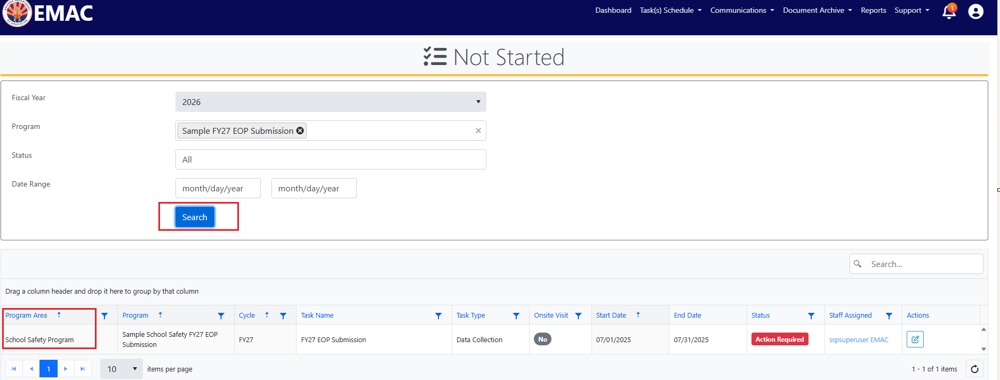 EMAC
Dashboard Task(s) Schedule Communications Document Archive Reports Support 1
Not Started
Fiscal Year
2026
Program
Sample FY27 EOP Submission
Status
All
Date Range
month/day/year month/day/year
Search
Search...
Drag a column header and drop it here to group by that column
Program Area Program Cycle Task Name Task Type Onsite Visit Start Date End Date Status Staff Assigned Actions
School Safety Program Sample School Safety FY27 EOP Submission FY27 FY27 EOP Submission Data Collection No 07/01/2025 07/31/2025 Action Required sspsuperuser EMAC
1 10 items per page 1 - 1 of 1 items